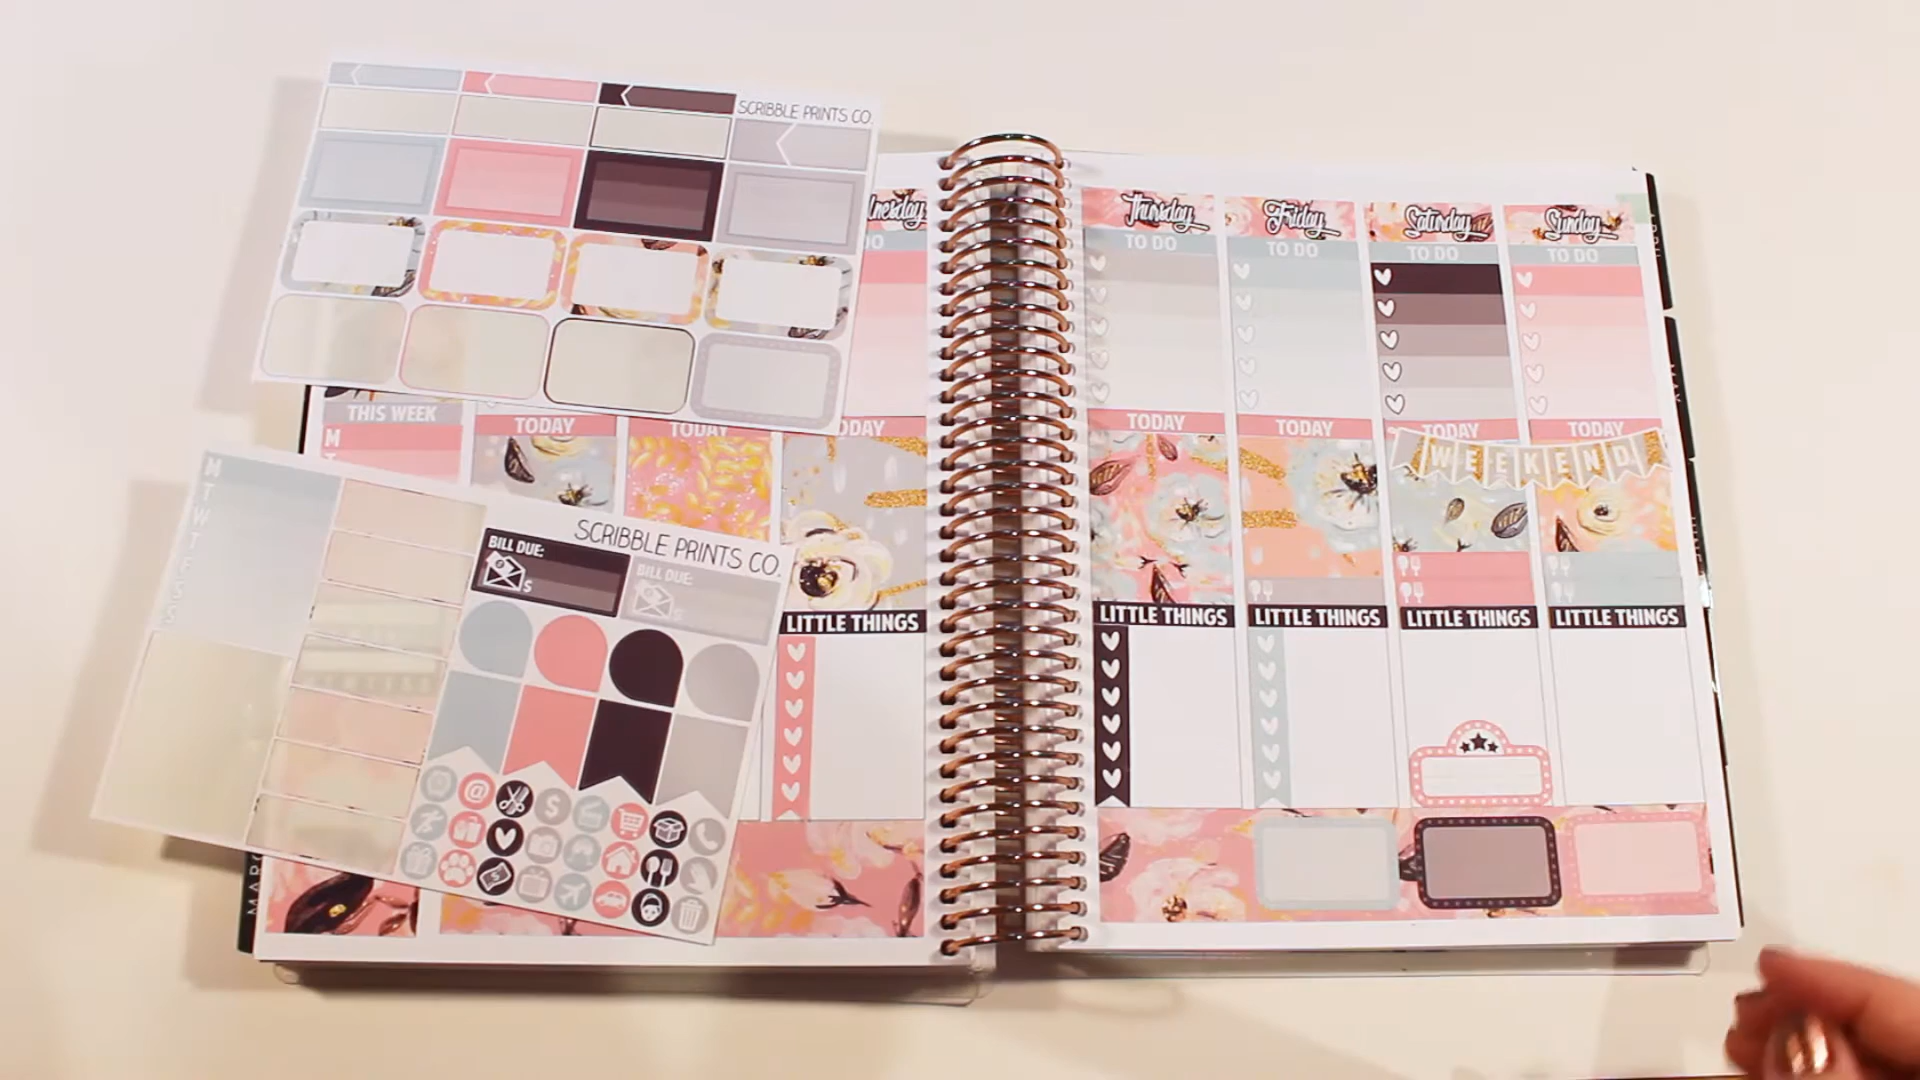 SCRIBBLE PRINTS CO.
Thursday
Friday
Saturday
Sunday
TO DO
TO DO
TO DO
TO DO
THIS WEEK
M
TODAY
TODAY
TODAY
TODAY
TODAY
TODAY
WEEKEND
M
T
W
T
F
S
S
SCRIBBLE PRINTS CO.
BILL DUE:
$
BILL DUE:
$
LITTLE THINGS
LITTLE THINGS
LITTLE THINGS
LITTLE THINGS
LITTLE THINGS